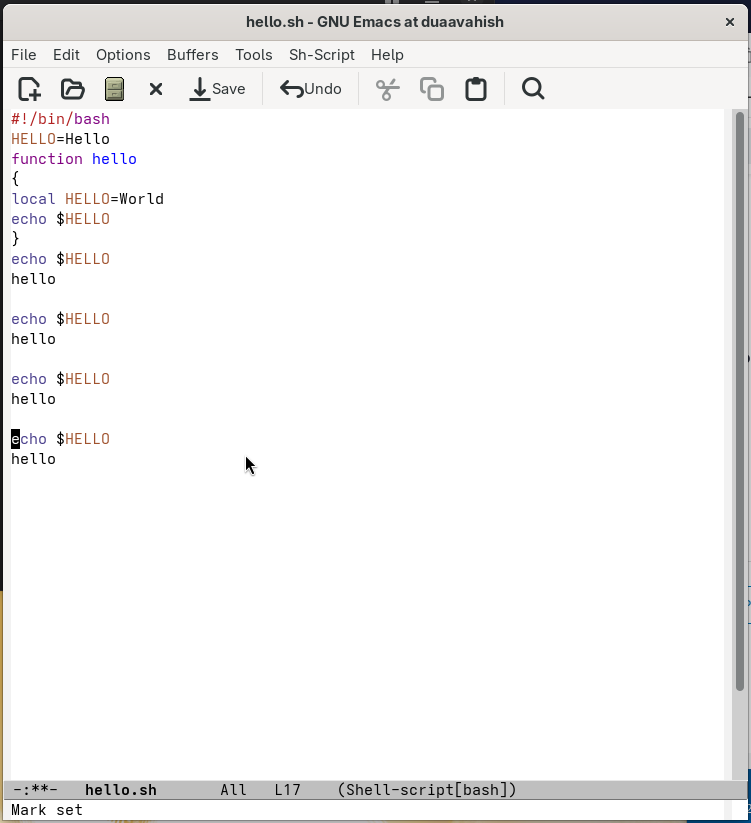 hello.sh - GNU Emacs at duaavahish
File Edit Options Buffers Tools Sh-Script Help
Save Undo
#!/bin/bash
HELLO=Hello
function hello
{
local HELLO=World
echo $HELLO
}
echo $HELLO
hello
echo $HELLO
hello
echo $HELLO
hello
echo $HELLO
hello
-:**- hello.sh All L17 (Shell-script[bash])
Mark set